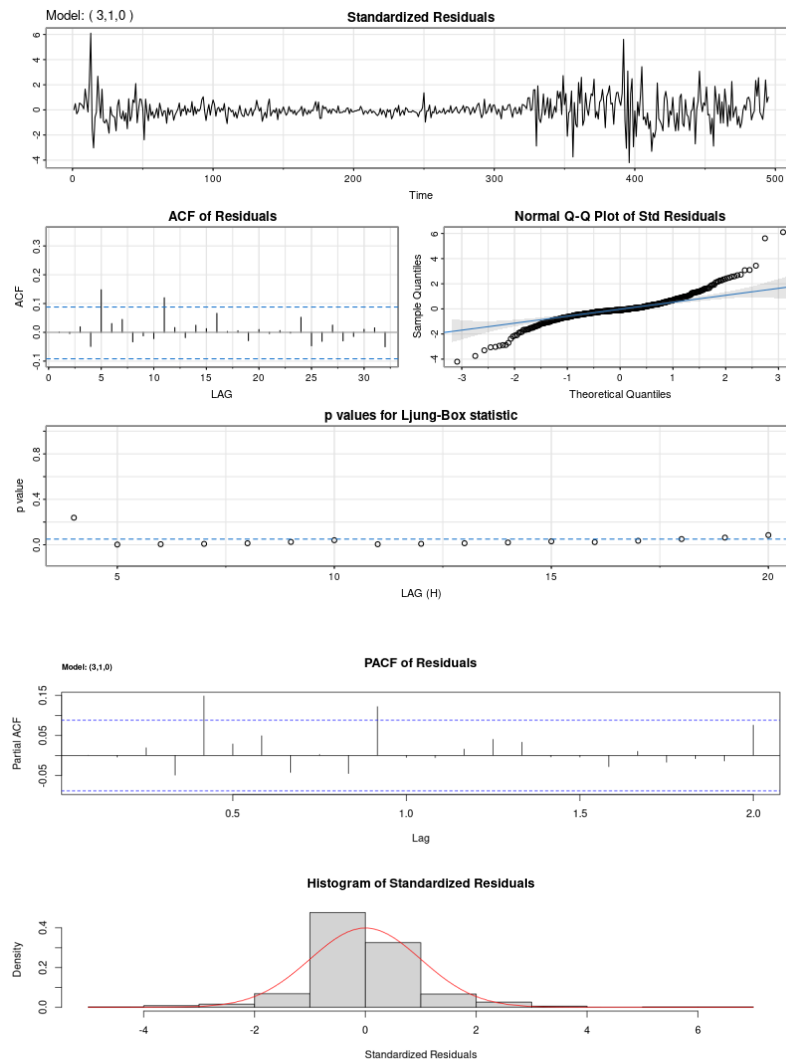 Model: ( 3,1,0 )
Standardized Residuals
6
4
2
0
-2
-4
0 100 200 300 400 500
Time
ACF of Residuals
0.3
0.2
0.1
0.0
-0.1
ACF
0 5 10 15 20 25 30
LAG
Normal Q-Q Plot of Std Residuals
6
4
2
0
-2
-4
Sample Quantiles
-3 -2 -1 0 1 2 3
Theoretical Quantiles
p values for Ljung-Box statistic
0.8
0.4
0.0
p value
5 10 15 20
LAG (H)
Model: (3,1,0)
PACF of Residuals
0.15
0.05
-0.05
Partial ACF
0.5 1.0 1.5 2.0
Lag
Histogram of Standardized Residuals
0.4
0.2
0.0
Density
-4 -2 0 2 4 6
Standardized Residuals